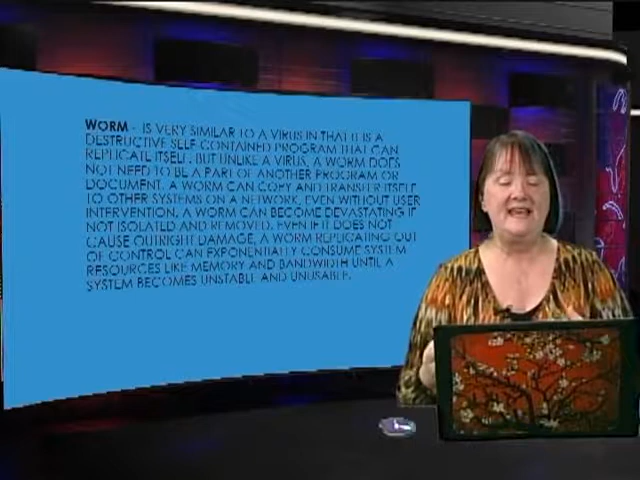 WORM - IS VERY SIMILAR TO A VIRUS IN THAT IT IS A
DESTRUCTIVE SELF-CONTAINED PROGRAM THAT CAN
REPLICATE ITSELF. BUT UNLIKE A VIRUS, A WORM DOES
NOT NEED TO BE A PART OF ANOTHER PROGRAM OR
DOCUMENT. A WORM CAN COPY AND TRANSFER ITSELF
TO OTHER SYSTEMS ON A NETWORK, EVEN WITHOUT USER
INTERVENTION. A WORM CAN BECOME DEVASTATING IF
NOT ISOLATED AND REMOVED. EVEN IF IT DOES NOT
CAUSE OUTRIGHT DAMAGE, A WORM REPLICATING OUT
OF CONTROL CAN EXPONENTIALLY CONSUME SYSTEM
RESOURCES LIKE MEMORY AND BANDWIDTH UNTIL A
SYSTEM BECOMES UNSTABLE AND UNUSABLE.